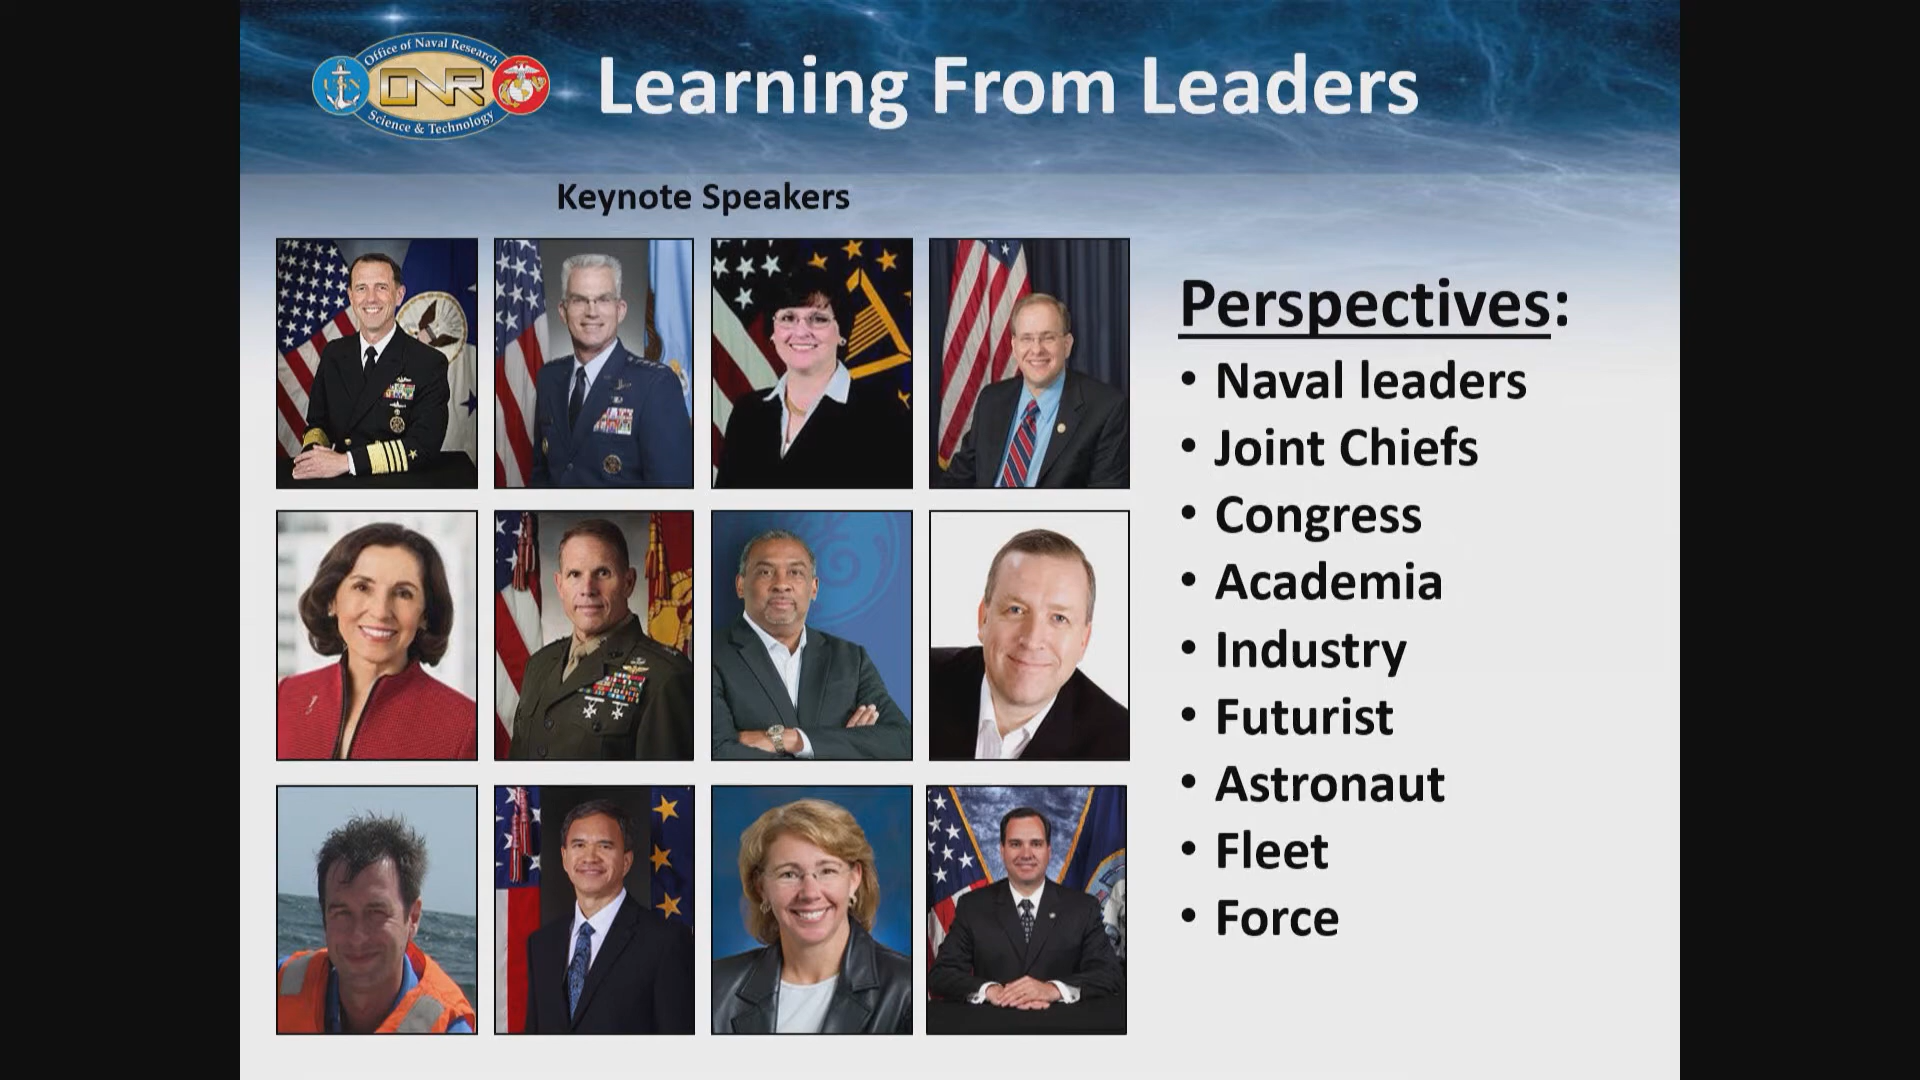 Office of Naval Research
ONR
Science & Technology
Learning From Leaders
Keynote Speakers
Perspectives:
• Naval leaders
• Joint Chiefs
• Congress
• Academia
• Industry
• Futurist
• Astronaut
• Fleet
• Force